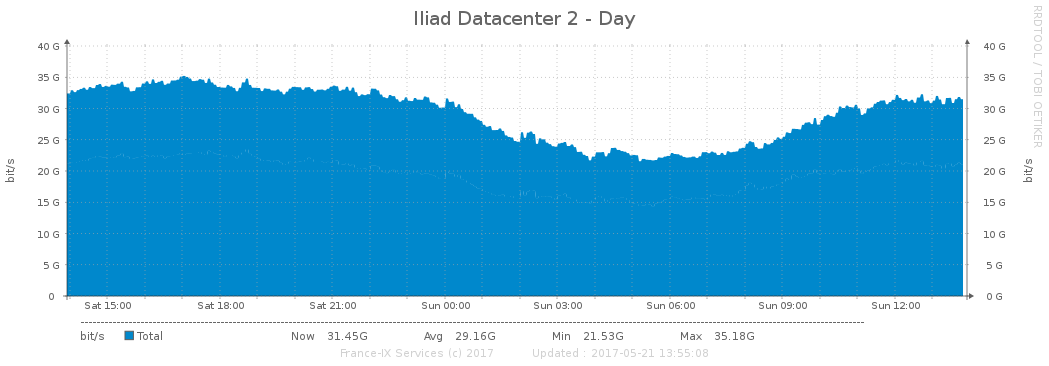 Iliad Datacenter 2 - Day
RRDTOOL / TOBI OETIKER
40 G 40 G
35 G 35 G
30 G 30 G
25 G 25 G
20 G 20 G
15 G 15 G
10 G 10 G
5 G 5 G
0 0 G
bit/s bit/s
Sat 15:00 Sat 18:00 Sat 21:00 Sun 00:00 Sun 03:00 Sun 06:00 Sun 09:00 Sun 12:00
bit/s Total Now 31.45G Avg 29.16G Min 21.53G Max 35.18G
France-IX Services (c) 2017 Updated : 2017-05-21 13:55:08